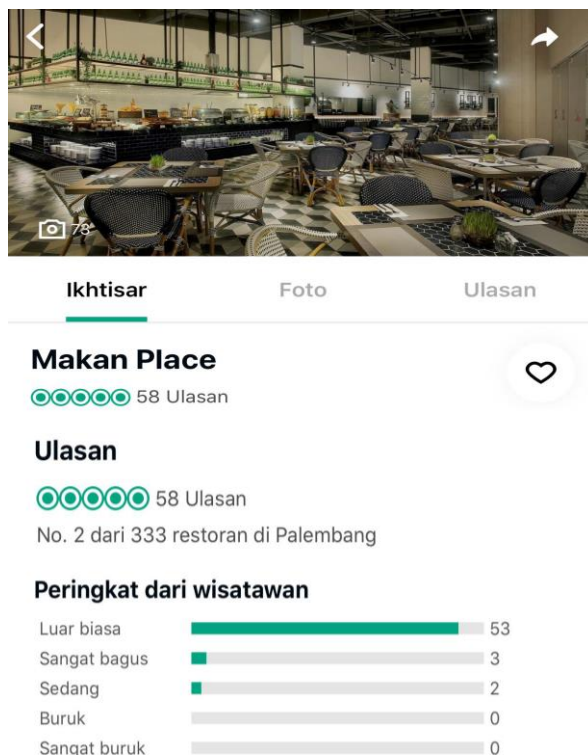 78
Ikhtisar Foto Ulasan
Makan Place
58 Ulasan
Ulasan
58 Ulasan
No. 2 dari 333 restoran di Palembang
Peringkat dari wisatawan
Luar biasa 53
Sangat bagus 3
Sedang 2
Buruk 0
Sangat buruk 0